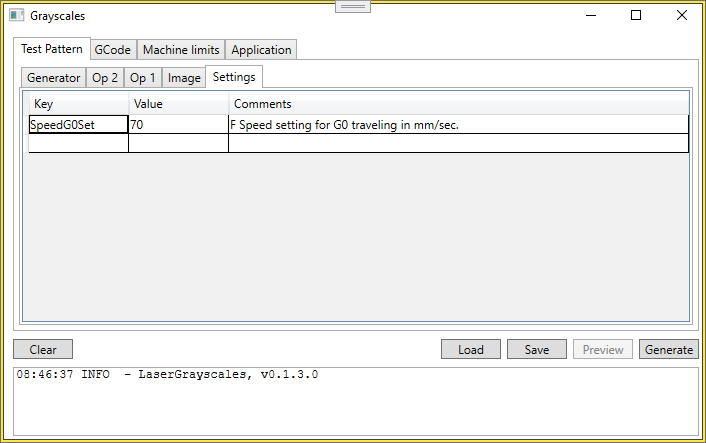 Grayscales
Test Pattern GCode Machine limits Application
Generator Op 2 Op 1 Image Settings
Key Value Comments
SpeedG0Set 70 F Speed setting for G0 traveling in mm/sec.
Clear Load Save Preview Generate
08:46:37 INFO  - LaserGrayscales, v0.1.3.0